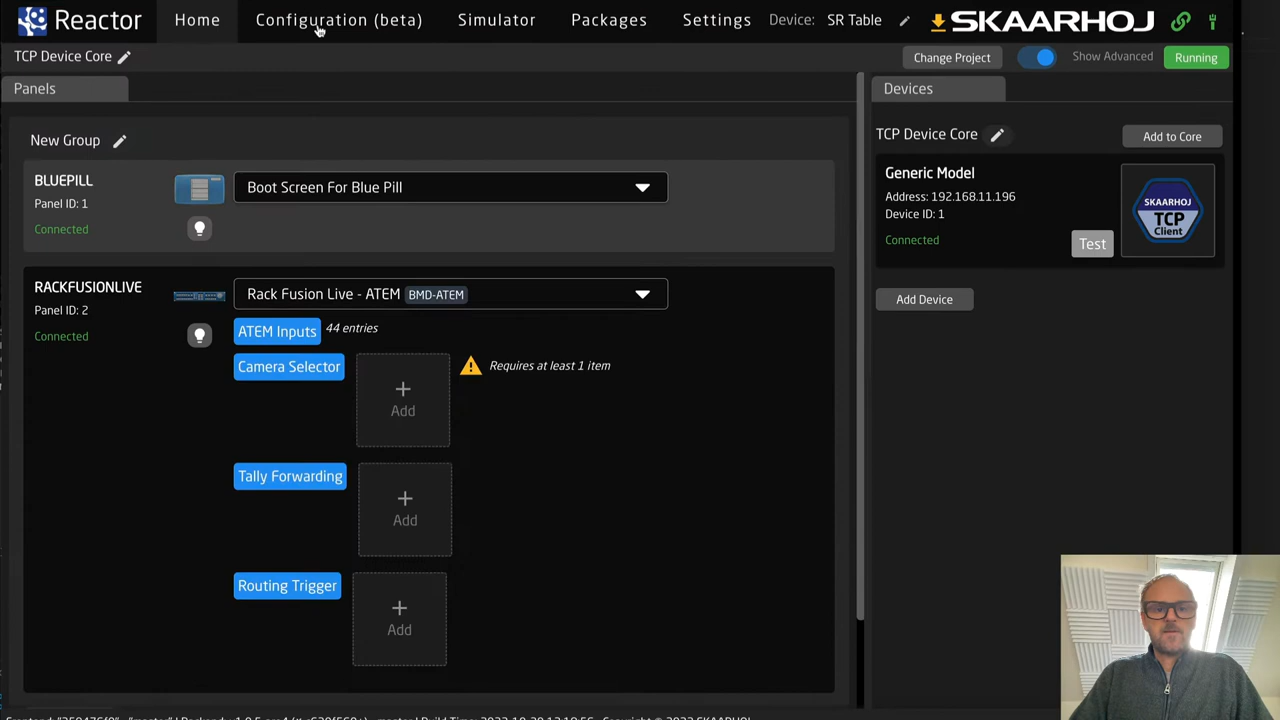 Reactor
Home
Configuration (beta)
Simulator
Packages
Settings
Device: SR Table
SKAARHOJ
TCP Device Core
Change Project
Show Advanced
Running
Panels
New Group
BLUEPILL
Panel ID: 1
Connected
Boot Screen For Blue Pill
RACKFUSIONLIVE
Panel ID: 2
Connected
Rack Fusion Live - ATEM BMD-ATEM
ATEM Inputs 44 entries
Camera Selector
+
Add
Requires at least 1 item
Tally Forwarding
+
Add
Routing Trigger
+
Add
Devices
TCP Device Core
Add to Core
Generic Model
Address: 192.168.11.196
Device ID: 1
Connected
Test
SKAARHOJ
TCP
Client
Add Device